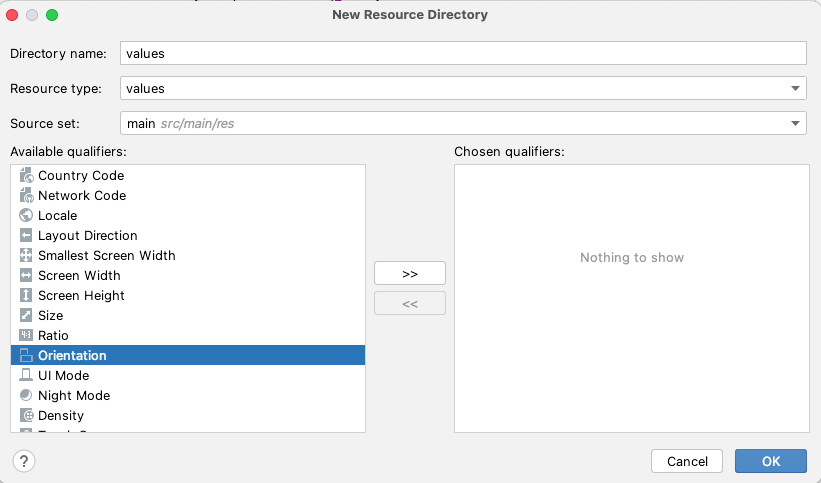 New Resource Directory
Directory name: values
Resource type: values
Source set: main src/main/res
Available qualifiers:
Chosen qualifiers:
Country Code
Network Code
Locale
Layout Direction
Smallest Screen Width
Screen Width
Screen Height
Size
4:3 Ratio
Orientation
UI Mode
Night Mode
Density
>>
<<
Nothing to show
?
Cancel
OK